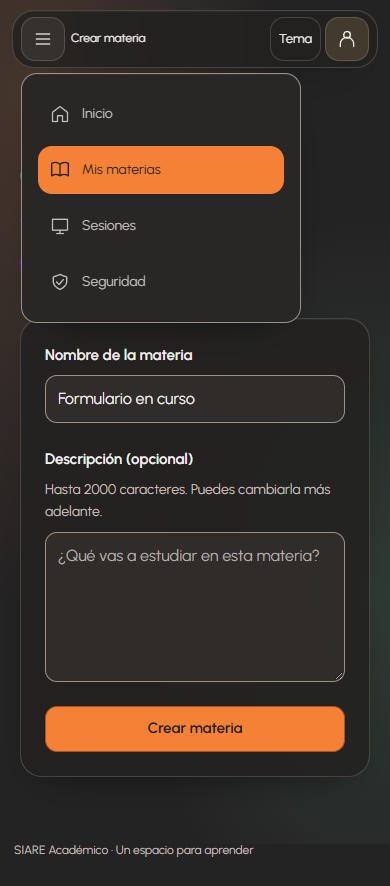 Crear materia
Tema
Inicio
Mis materias
Sesiones
Seguridad
Nombre de la materia
Formulario en curso
Descripción (opcional)
Hasta 2000 caracteres. Puedes cambiarla más
adelante.
¿Qué vas a estudiar en esta materia?
Crear materia
SIARE Académico · Un espacio para aprender